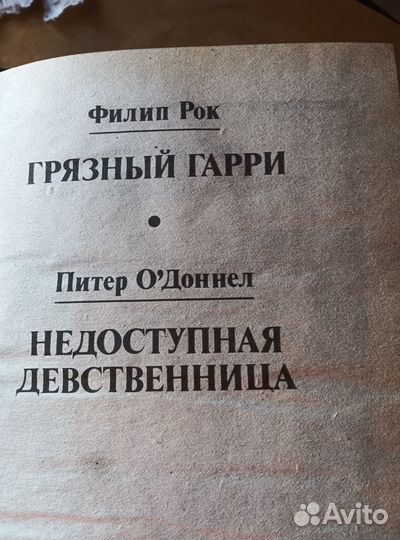 Филип Рок
ГРЯЗНЫЙ ГАРРИ
•
Питер О'Доннел
НЕДОСТУПНАЯ
ДЕВСТВЕННИЦА
Avito